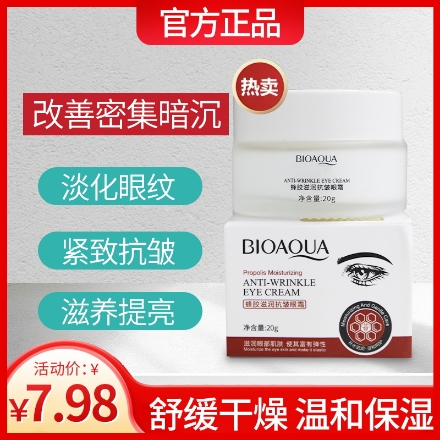 官方正品
热卖
改善密集暗沉
淡化眼纹
紧致抗皱
滋养提亮
BIOAQUA
ANTI-WRINKLE EYE CREAM
蜂胶滋润抗皱眼霜
净含量:20g
BIOAQUA
Propolis Moisturizing
ANTI-WRINKLE
EYE CREAM
蜂胶滋润抗皱眼霜
净含量:20g
滋润眼部肌肤 使其富有弹性
Moisturize the eye skin and make it elastic
Moisturizing And Gentle Care
活动价:¥
¥7.98
舒缓干燥 温和保湿